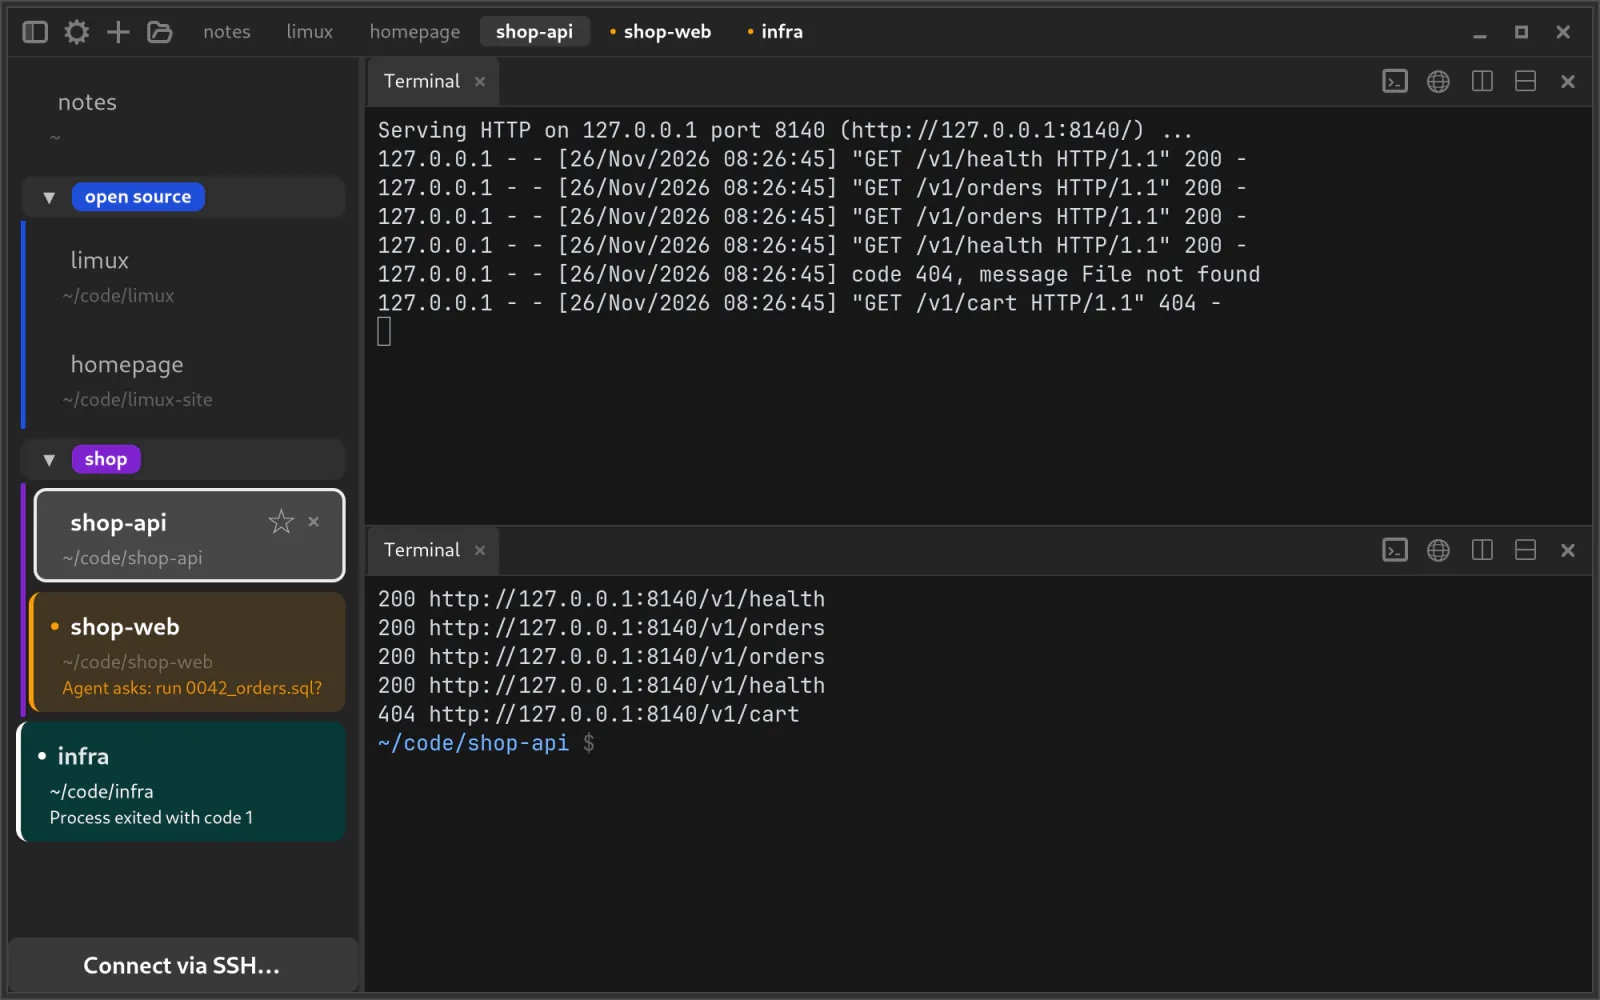 notes limux homepage shop-api • shop-web • infra
notes
~
▼ open source
limux
~/code/limux
homepage
~/code/limux-site
▼ shop
shop-api ☆ ×
~/code/shop-api
• shop-web
~/code/shop-web
Agent asks: run 0042_orders.sql?
• infra
~/code/infra
Process exited with code 1
Connect via SSH...
Terminal ×
Serving HTTP on 127.0.0.1 port 8140 (http://127.0.0.1:8140/) ...
127.0.0.1 - - [26/Nov/2026 08:26:45] "GET /v1/health HTTP/1.1" 200 -
127.0.0.1 - - [26/Nov/2026 08:26:45] "GET /v1/orders HTTP/1.1" 200 -
127.0.0.1 - - [26/Nov/2026 08:26:45] "GET /v1/orders HTTP/1.1" 200 -
127.0.0.1 - - [26/Nov/2026 08:26:45] "GET /v1/health HTTP/1.1" 200 -
127.0.0.1 - - [26/Nov/2026 08:26:45] code 404, message File not found
127.0.0.1 - - [26/Nov/2026 08:26:45] "GET /v1/cart HTTP/1.1" 404 -
Terminal ×
200 http://127.0.0.1:8140/v1/health
200 http://127.0.0.1:8140/v1/orders
200 http://127.0.0.1:8140/v1/orders
200 http://127.0.0.1:8140/v1/health
404 http://127.0.0.1:8140/v1/cart
~/code/shop-api $